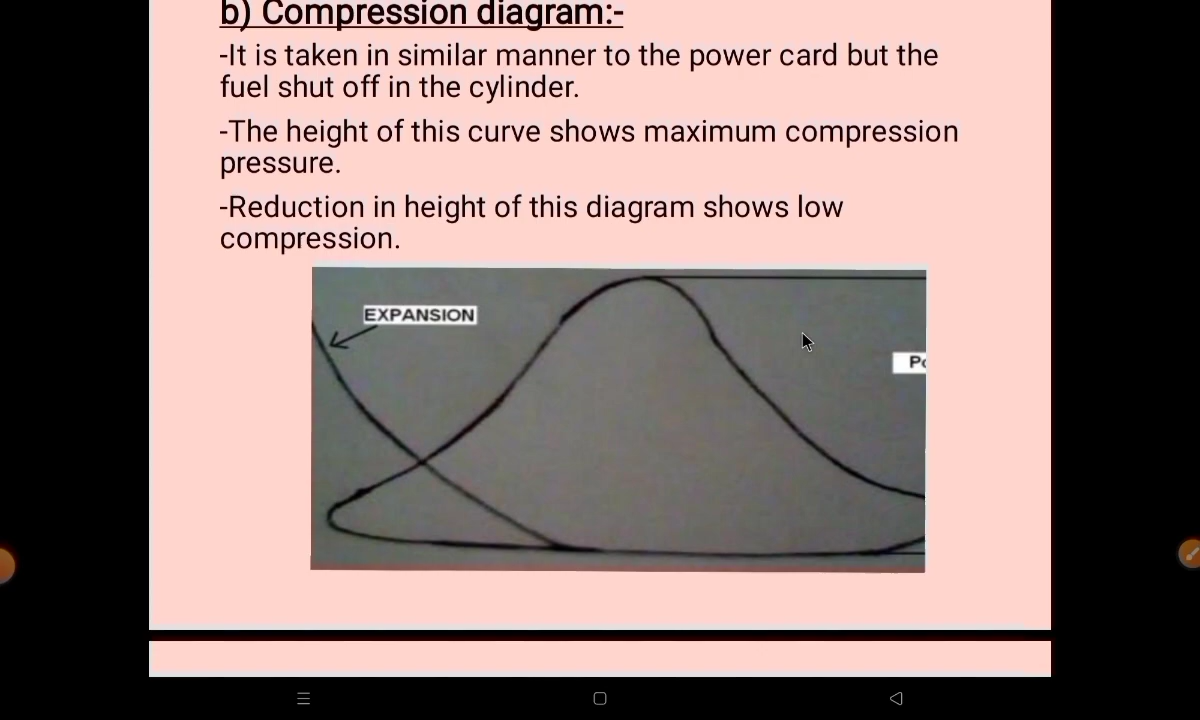 b) Compression diagram:-
-It is taken in similar manner to the power card but the
fuel shut off in the cylinder.
-The height of this curve shows maximum compression
pressure.
-Reduction in height of this diagram shows low
compression.
EXPANSION